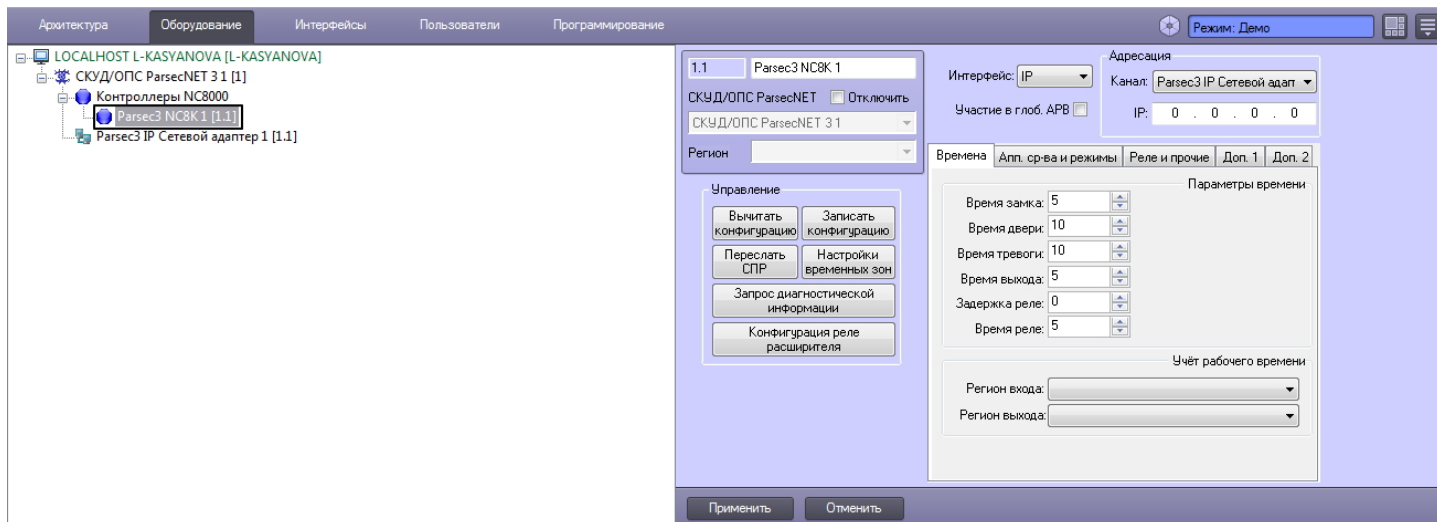 Архитектура Оборудование Интерфейсы Пользователи Программирование Режим: Демо
LOCALHOST L-KASYANOVA [L-KASYANOVA]
СКУД/ОПС ParsecNET 3 1 [1]
Контроллеры NC8000
Parsec3 NC8K 1 [1.1]
Parsec3 IP Сетевой адаптер 1 [1.1]
1.1 Parsec3 NC8K 1
СКУД/ОПС ParsecNET Отключить
СКУД/ОПС ParsecNET 3 1
Регион
Управление
Вычитать конфигурацию
Записать конфигурацию
Переслать СПР
Настройки временных зон
Запрос диагностической информации
Конфигурация реле расширителя
Интерфейс: IP
Участие в глоб. АРВ
Адресация
Канал: Parsec3 IP Сетевой адапт
IP: 0 . 0 . 0 . 0
Времена Апп. ср-ва и режимы Реле и прочие Доп. 1 Доп. 2
Параметры времени
Время замка: 5
Время двери: 10
Время тревоги: 10
Время выхода: 5
Задержка реле: 0
Время реле: 5
Учёт рабочего времени
Регион входа:
Регион выхода:
Применить Отменить